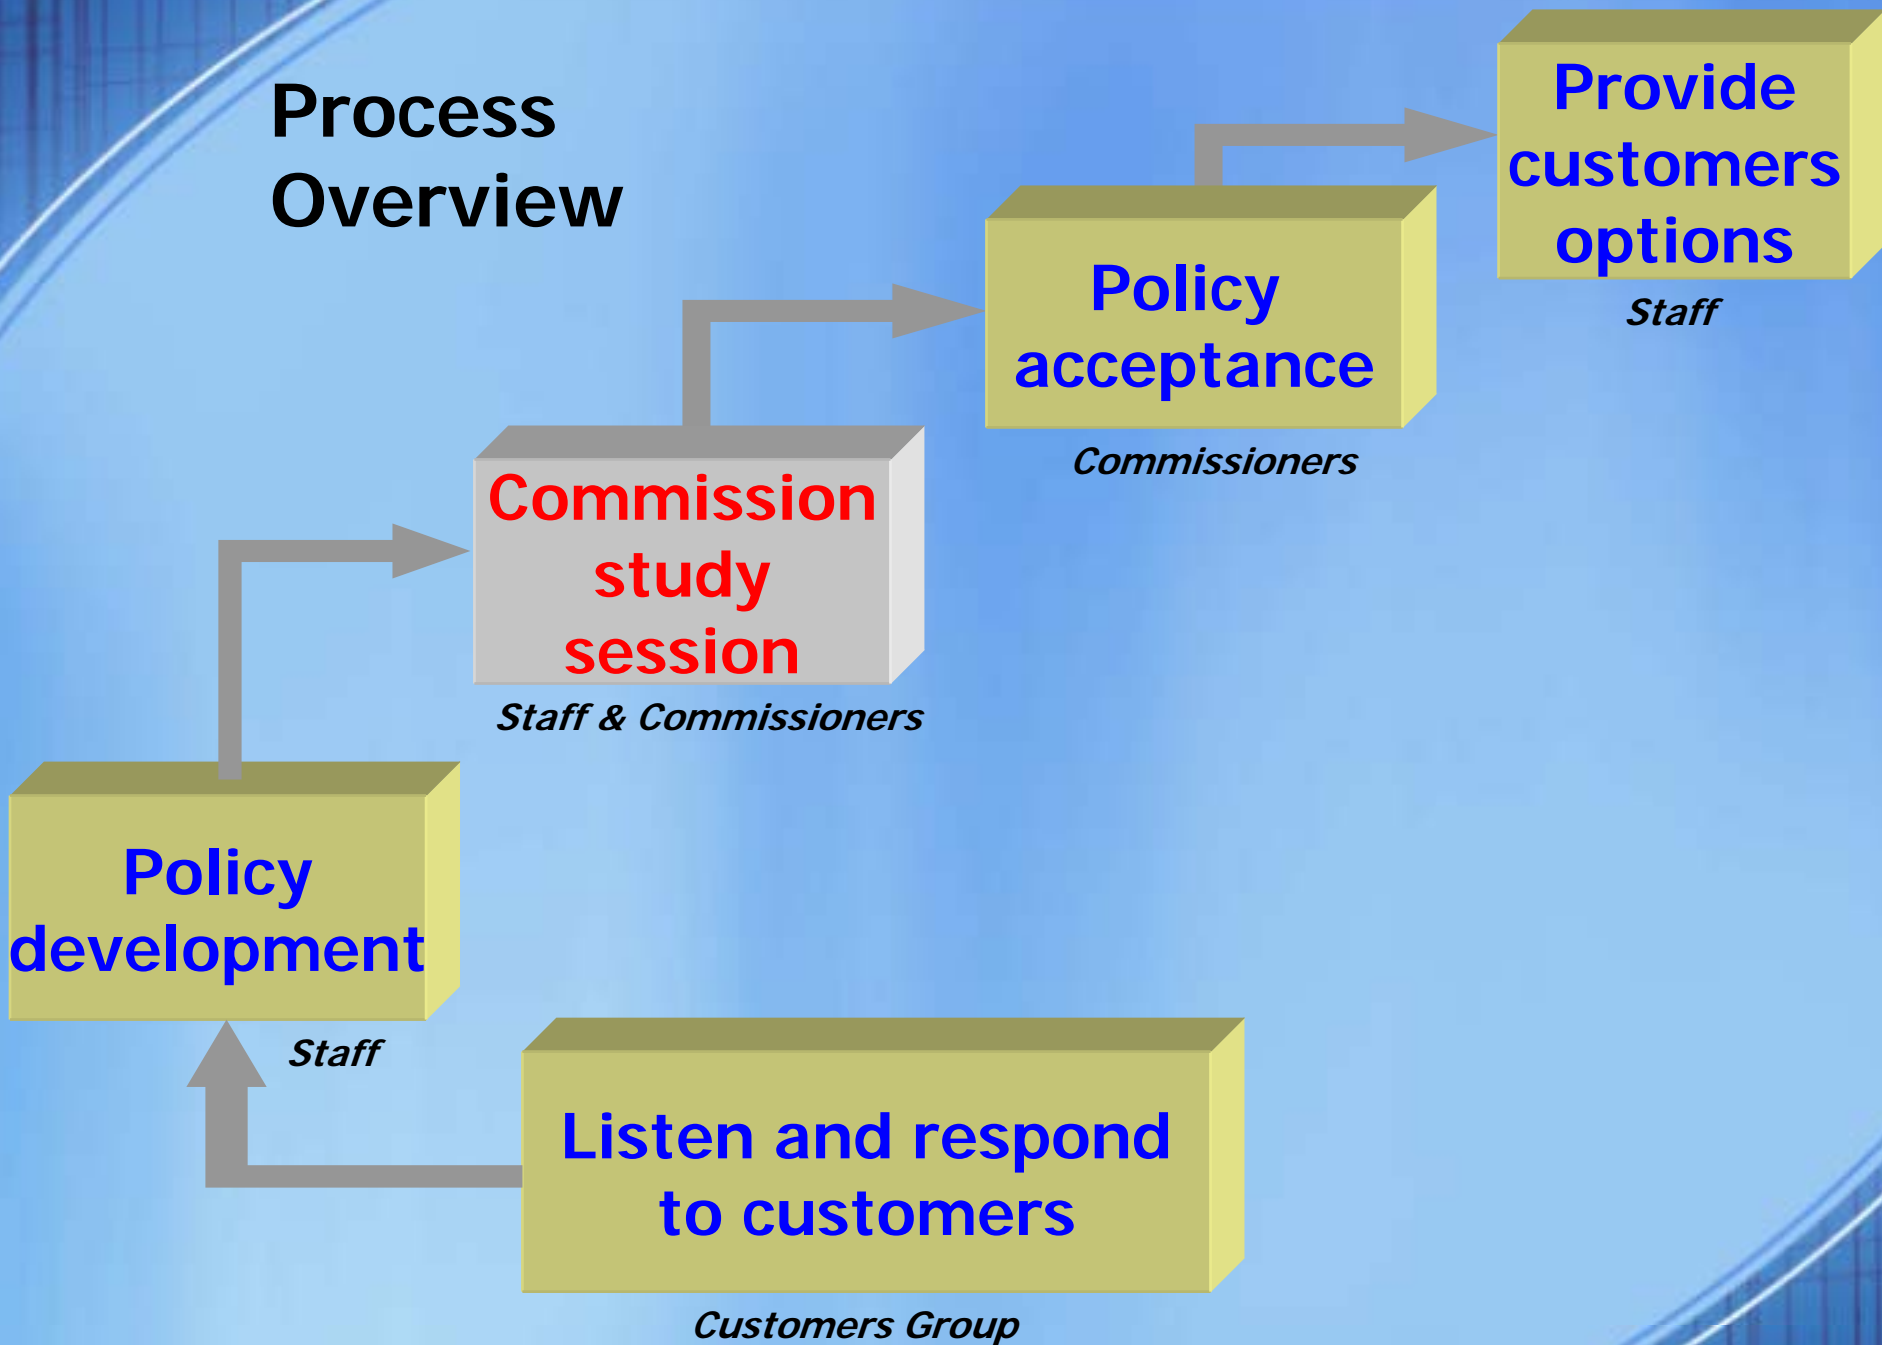 Process
Overview
Provide
customers
options
Staff
Policy
acceptance
Commissioners
Commission
study
session
Staff & Commissioners
Policy
development
Staff
Listen and respond
to customers
Customers Group